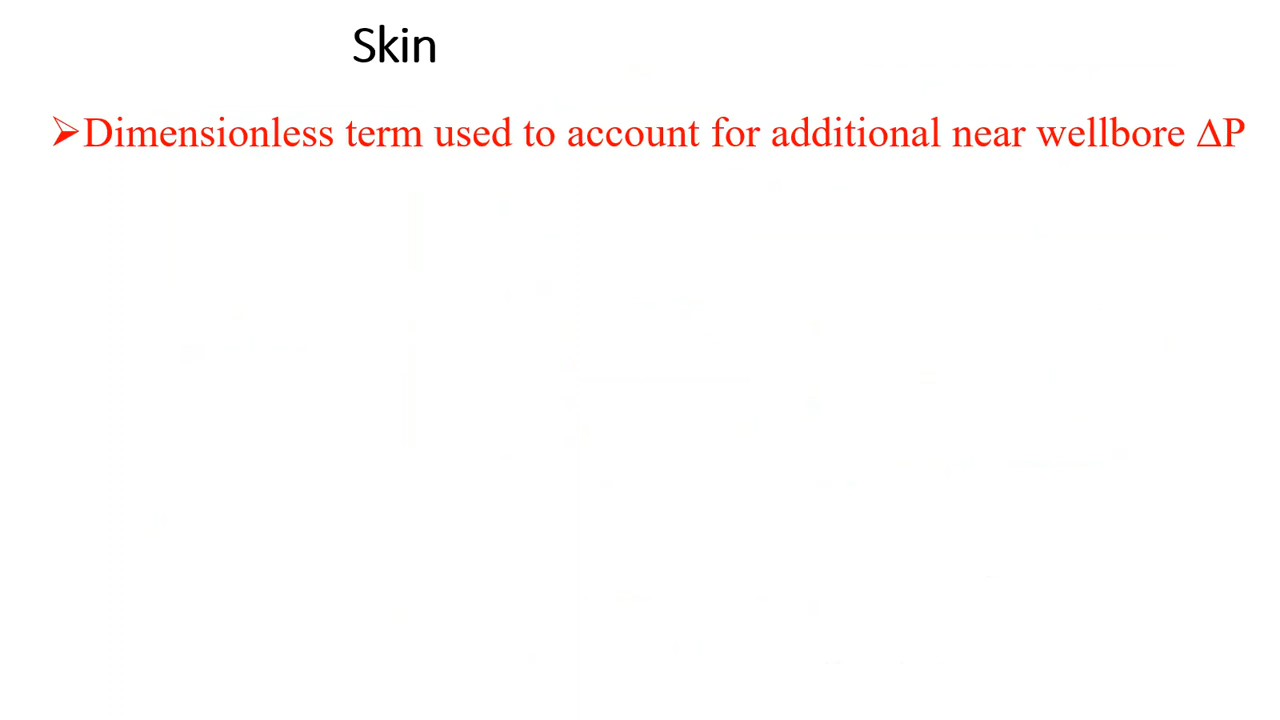 Skin
➢Dimensionless term used to account for additional near wellbore ΔP